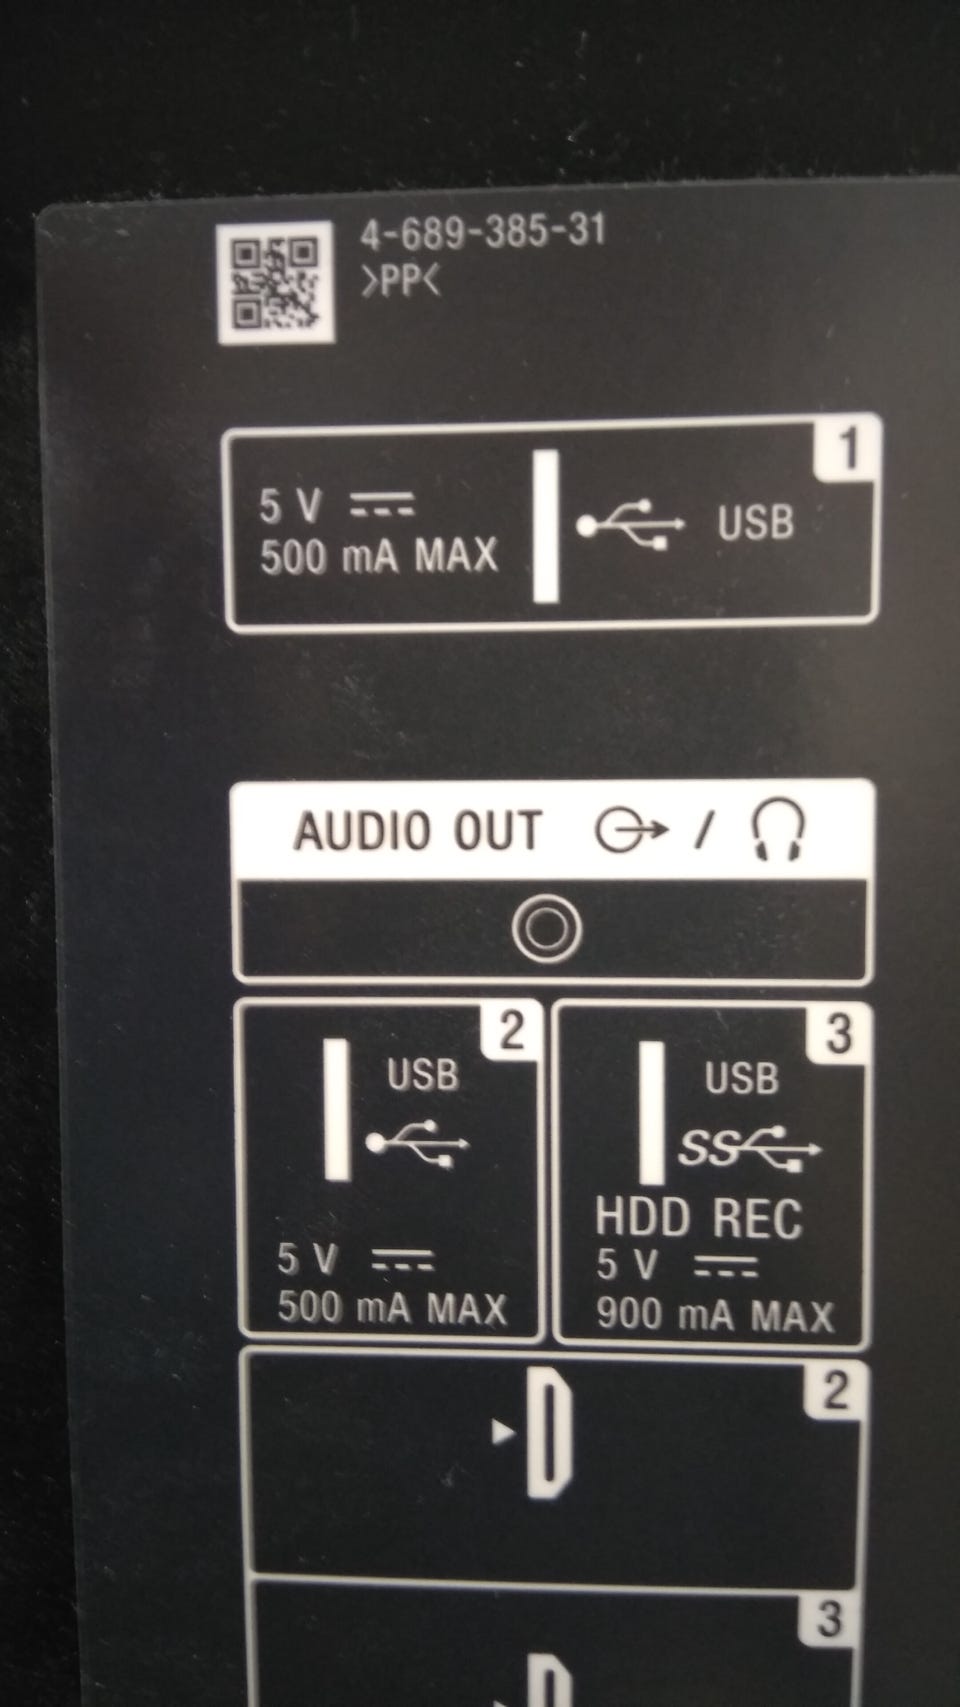 4-689-385-31
>PP<
1
5 V
500 mA MAX
USB
AUDIO OUT /
2
USB
5 V
500 mA MAX
3
USB
SS
HDD REC
5 V
900 mA MAX
2
3